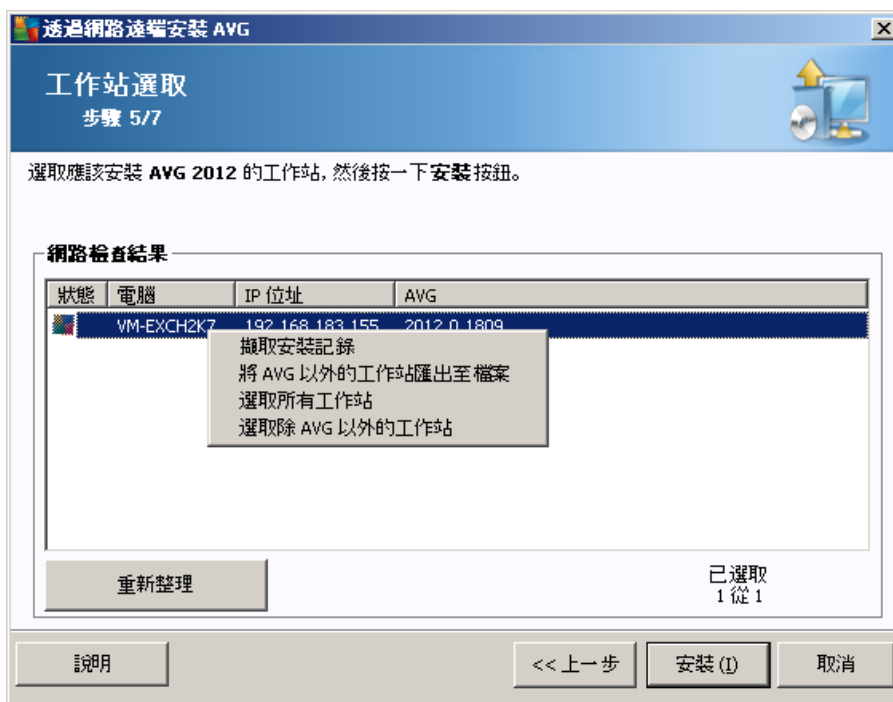 透過網路遠端安裝 AVG
工作站選取
步驟 5/7
選取應該安裝 AVG 2012 的工作站, 然後按一下安裝按鈕。
網路檢查結果
狀態 電腦 IP 位址 AVG
VM-EXCH2K7 192.168.183.155 2012.0.1809
擷取安裝記錄
將 AVG 以外的工作站匯出至檔案
選取所有工作站
選取除 AVG 以外的工作站
重新整理
已選取
1 從 1
說明
<< 上一步
安裝 (I)
取消